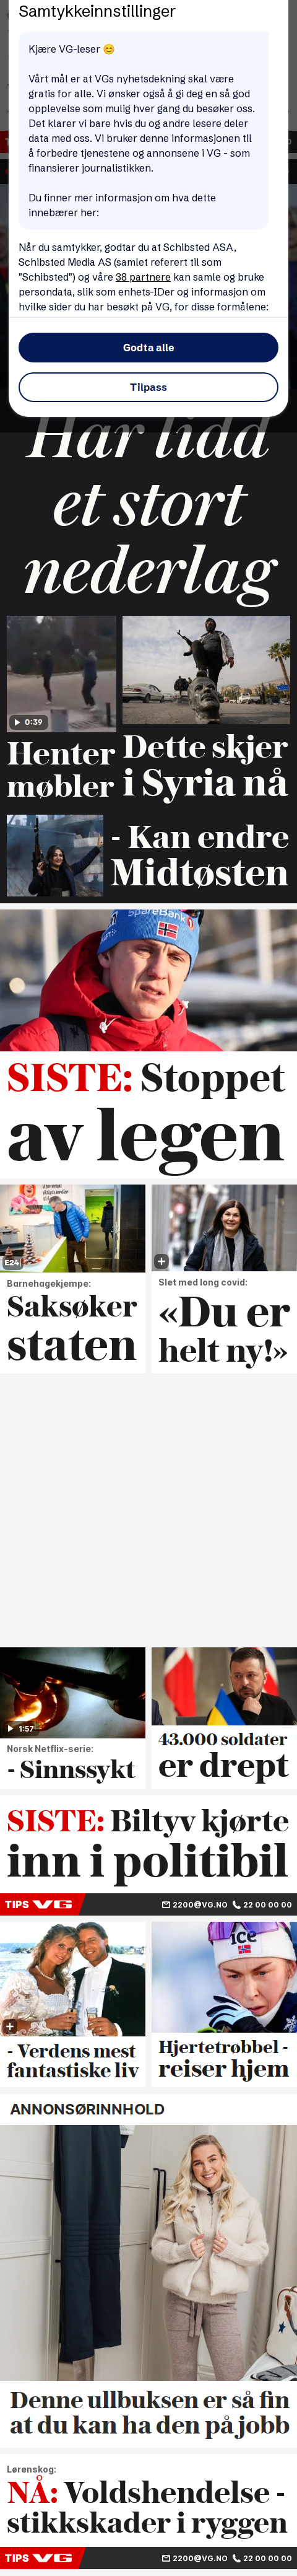 Samtykkeinnstillinger
Kjære VG-leser 😊
Vårt mål er at VGs nyhetsdekning skal være
gratis for alle. Vi ønsker også å gi deg en så god
opplevelse som mulig hver gang du besøker oss.
Det klarer vi bare hvis du og andre lesere deler
data med oss. Vi bruker denne informasjonen til
å forbedre tjenestene og annonsene i VG - som
finansierer journalistikken.
Du finner mer informasjon om hva dette
innebærer her:
Når du samtykker, godtar du at Schibsted ASA,
Schibsted Media AS (samlet referert til som
"Schibsted") og våre 38 partnere kan samle og bruke
persondata, slik som enhets-IDer og informasjon om
hvilke sider du har besøkt på VG, for disse formålene:
Godta alle
Tilpass
Har lidd
et stort
nederlag
0:39
Henter
møbler
Dette skjer
i Syria nå
- Kan endre
Midtøsten
SpareBank
SISTE: Stoppet
av legen
E24
Barnehagekjempe:
Saksøker
staten
Slet med long covid:
«Du er
helt ny!»
1:57
Norsk Netflix-serie:
- Sinnssykt
43.000 soldater
er drept
SISTE: Biltyv kjørte
inn i politibil
TIPS VG 2200@VG.NO 22 00 00 00
- Verdens mest
fantastiske liv
ice
Hjertetrøbbel -
reiser hjem
ANNONSØRINNHOLD
Denne ullbuksen er så fin
at du kan ha den på jobb
Lørenskog:
NÅ: Voldshendelse -
stikkskader i ryggen
TIPS VG 2200@VG.NO 22 00 00 00